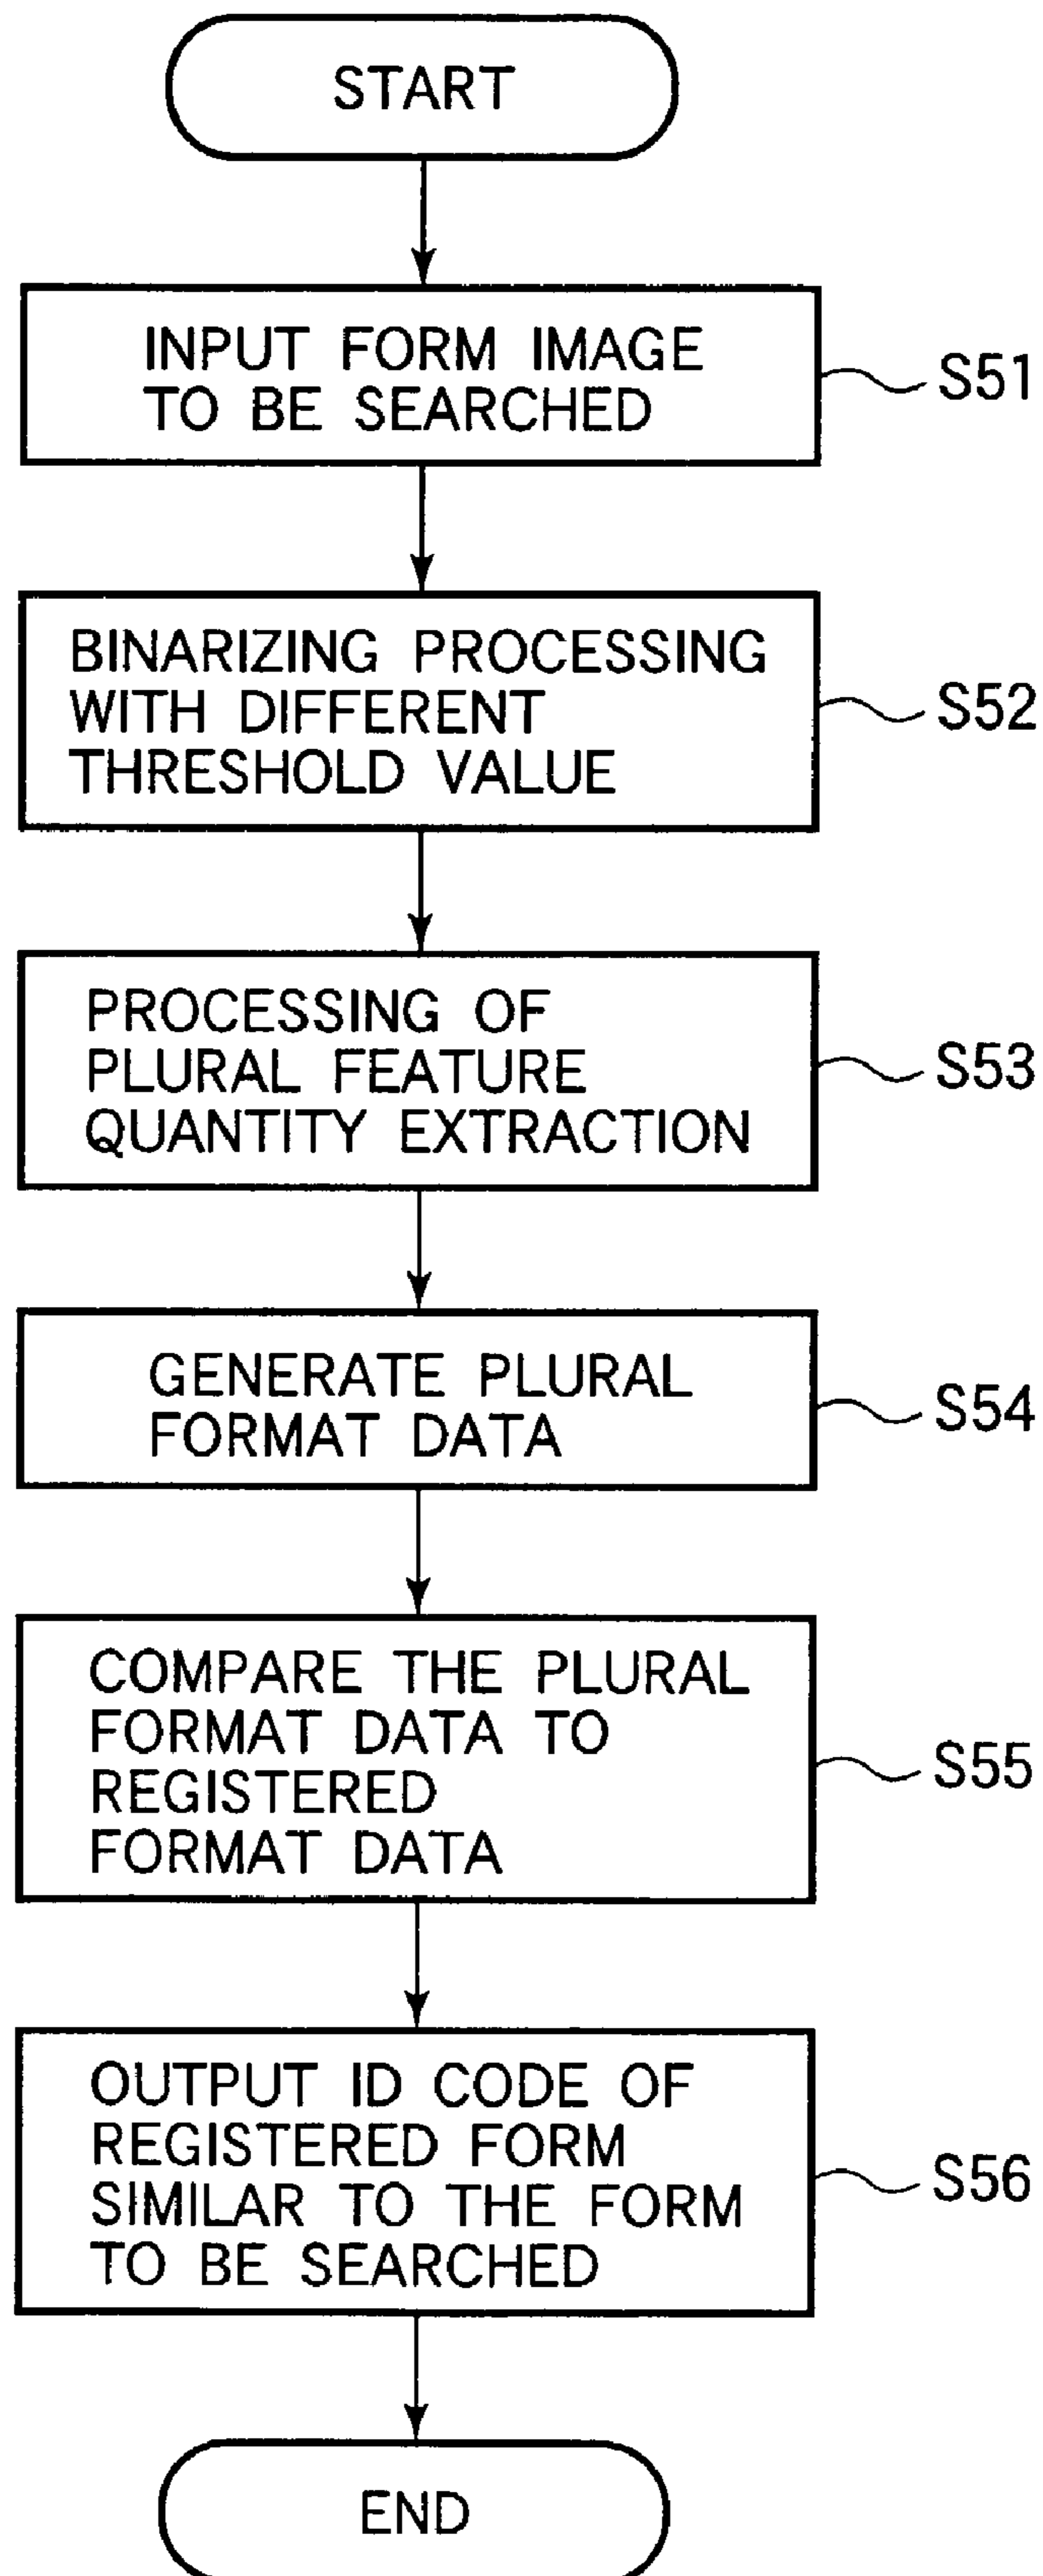 START
INPUT FORM IMAGE
TO BE SEARCHED
S51
BINARIZING PROCESSING
WITH DIFFERENT
THRESHOLD VALUE
S52
PROCESSING OF
PLURAL FEATURE
QUANTITY EXTRACTION
S53
GENERATE PLURAL
FORMAT DATA
S54
COMPARE THE PLURAL
FORMAT DATA TO
REGISTERED
FORMAT DATA
S55
OUTPUT ID CODE OF
REGISTERED FORM
SIMILAR TO THE FORM
TO BE SEARCHED
S56
END